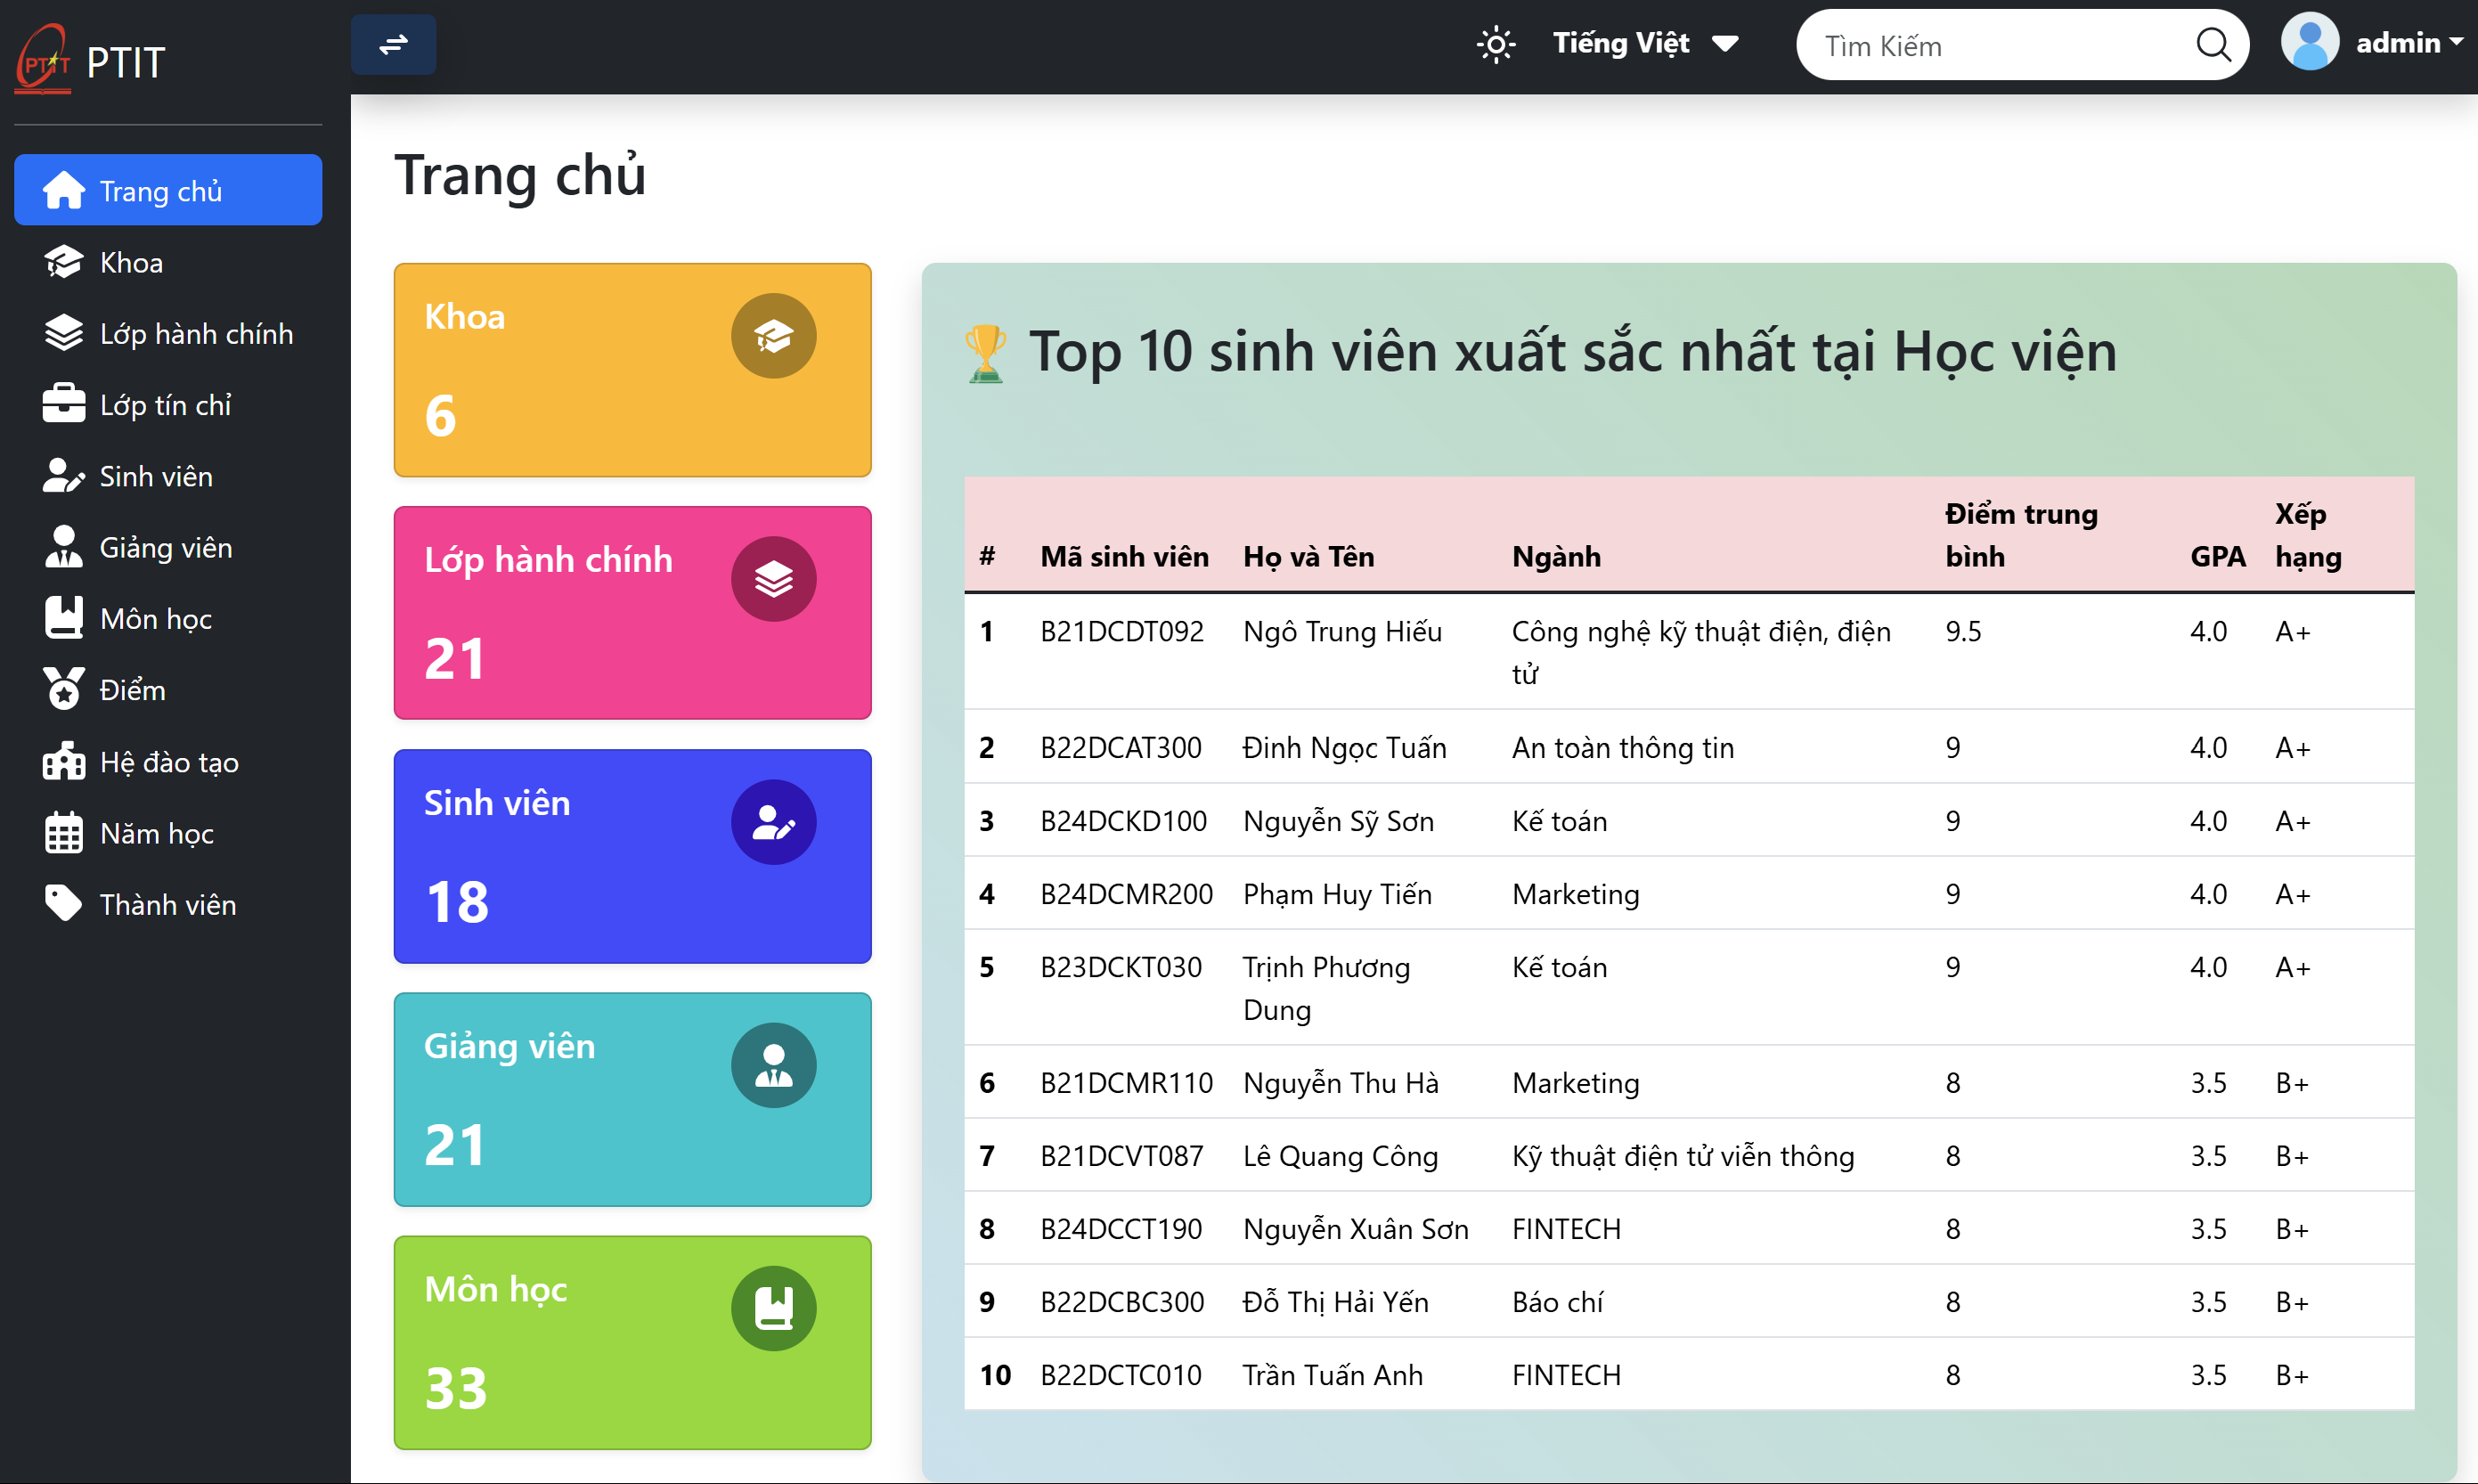 PTIT PTIT
Tiếng Việt
Tìm Kiếm
admin
Trang chủ
Khoa
Lớp hành chính
Lớp tín chỉ
Sinh viên
Giảng viên
Môn học
Điểm
Hệ đào tạo
Năm học
Thành viên
Trang chủ
Khoa
6
Lớp hành chính
21
Sinh viên
18
Giảng viên
21
Môn học
33
Top 10 sinh viên xuất sắc nhất tại Học viện
# Mã sinh viên Họ và Tên Ngành Điểm trung bình GPA Xếp hạng
1 B21DCDT092 Ngô Trung Hiếu Công nghệ kỹ thuật điện, điện tử 9.5 4.0 A+
2 B22DCAT300 Đinh Ngọc Tuấn An toàn thông tin 9 4.0 A+
3 B24DCKD100 Nguyễn Sỹ Sơn Kế toán 9 4.0 A+
4 B24DCMR200 Phạm Huy Tiến Marketing 9 4.0 A+
5 B23DCKT030 Trịnh Phương Dung Kế toán 9 4.0 A+
6 B21DCMR110 Nguyễn Thu Hà Marketing 8 3.5 B+
7 B21DCVT087 Lê Quang Công Kỹ thuật điện tử viễn thông 8 3.5 B+
8 B24DCCT190 Nguyễn Xuân Sơn FINTECH 8 3.5 B+
9 B22DCBC300 Đỗ Thị Hải Yến Báo chí 8 3.5 B+
10 B22DCTC010 Trần Tuấn Anh FINTECH 8 3.5 B+